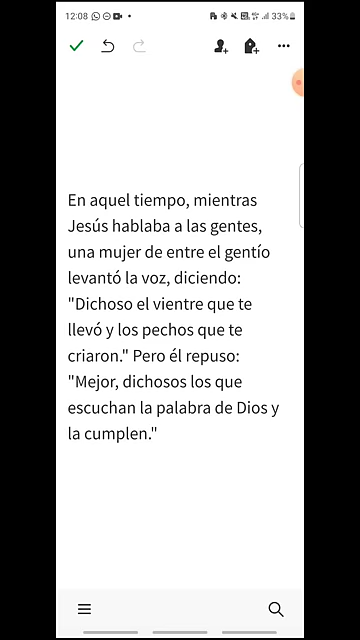 12:08
33%
En aquel tiempo, mientras
Jesús hablaba a las gentes,
una mujer de entre el gentío
levantó la voz, diciendo:
"Dichoso el vientre que te
llevó y los pechos que te
criaron." Pero él repuso:
"Mejor, dichosos los que
escuchan la palabra de Dios y
la cumplen."